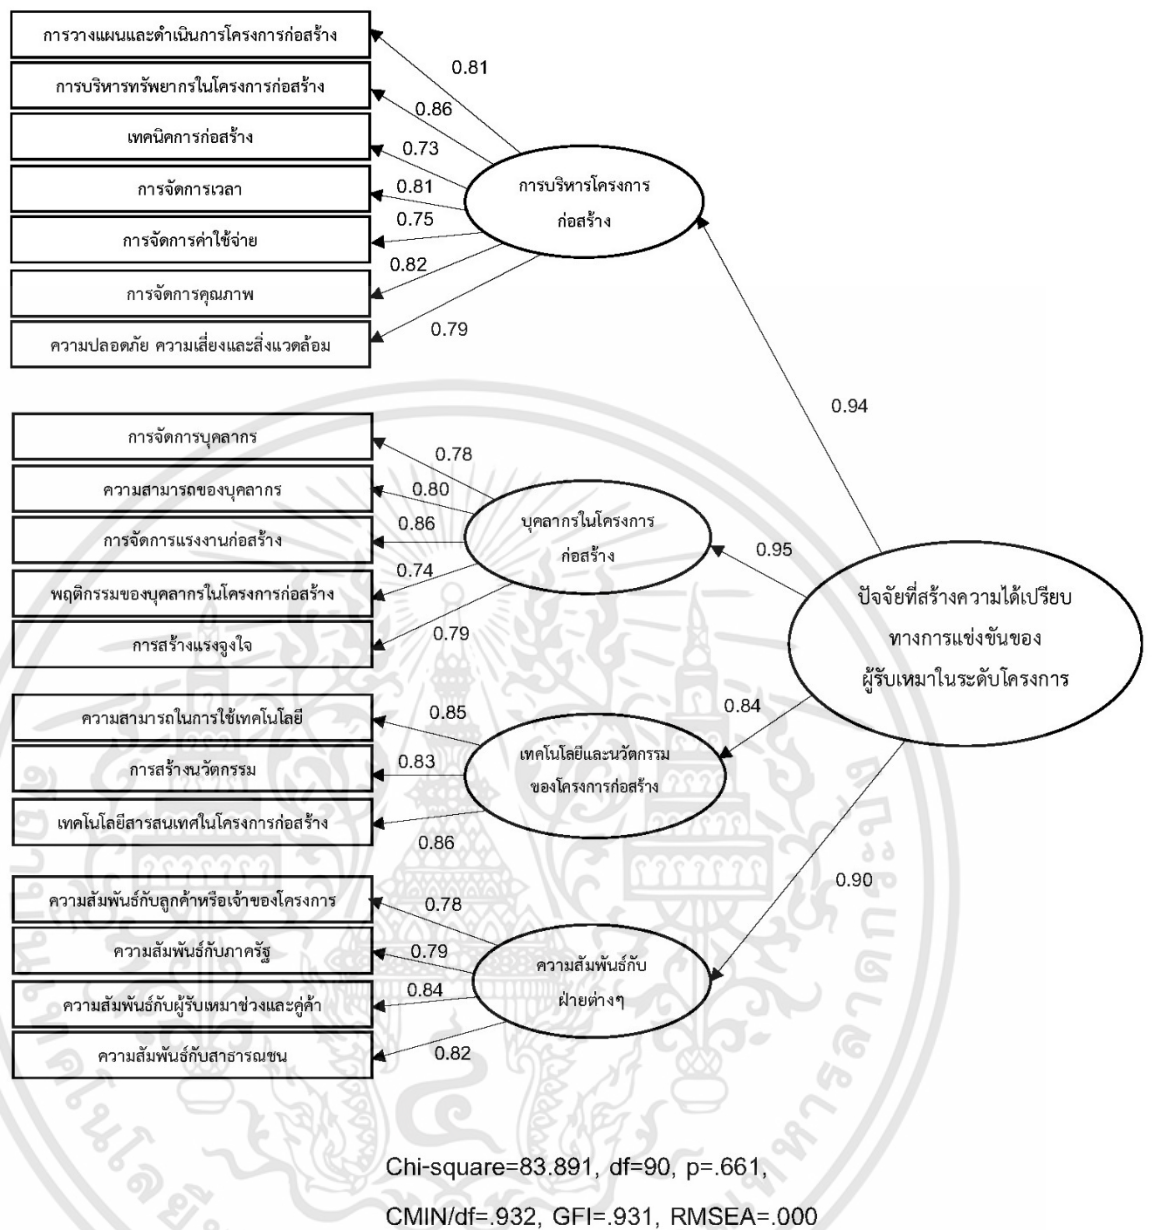 การวางแผนและดำเนินการโครงการก่อสร้าง
0.81
การบริหารทรัพยากรในโครงการก่อสร้าง
0.86
เทคนิคการก่อสร้าง
0.73
การจัดการเวลา
0.81
การจัดการค่าใช้จ่าย
0.75
การจัดการคุณภาพ
0.82
ความปลอดภัย ความเสี่ยงและสิ่งแวดล้อม
0.79
การบริหารโครงการ
ก่อสร้าง
0.94
การจัดการบุคลากร
0.78
ความสามารถของบุคลากร
0.80
การจัดการแรงงานก่อสร้าง
0.86
พฤติกรรมของบุคลากรในโครงการก่อสร้าง
0.74
การสร้างแรงจูงใจ
0.79
บุคลากรในโครงการ
ก่อสร้าง
0.95
ปัจจัยที่สร้างความได้เปรียบ
ทางการแข่งขันของ
ผู้รับเหมาในระดับโครงการ
ความสามารถในการใช้เทคโนโลยี
0.85
การสร้างนวัตกรรม
0.83
เทคโนโลยีสารสนเทศในโครงการก่อสร้าง
0.86
เทคโนโลยีและนวัตกรรม
ของโครงการก่อสร้าง
0.84
ความสัมพันธ์กับลูกค้าหรือเจ้าของโครงการ
0.78
ความสัมพันธ์กับภาครัฐ
0.79
ความสัมพันธ์กับผู้รับเหมาช่วงและคู่ค้า
0.84
ความสัมพันธ์กับสาธารณชน
0.82
ความสัมพันธ์กับ
ฝ่ายต่างๆ
0.90
Chi-square=83.891, df=90, p=.661,
CMIN/df=.932, GFI=.931, RMSEA=.000